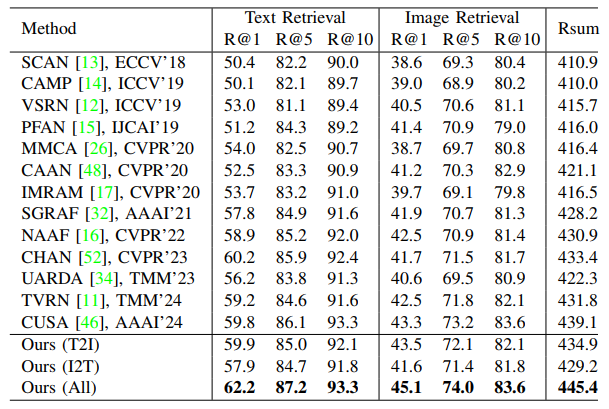 Method Text Retrieval Image Retrieval Rsum
R@1 R@5 R@10 R@1 R@5 R@10
SCAN [13], ECCV'18 50.4 82.2 90.0 38.6 69.3 80.4 410.9
CAMP [14], ICCV'19 50.1 82.1 89.7 39.0 68.9 80.2 410.0
VSRN [12], ICCV'19 53.0 81.1 89.4 40.5 70.6 81.1 415.7
PFAN [15], IJCAI'19 51.2 84.3 89.2 41.4 70.9 79.0 416.0
MMCA [26], CVPR'20 54.0 82.5 90.7 38.7 69.7 80.8 416.4
CAAN [48], CVPR'20 52.5 83.3 90.9 41.2 70.3 82.9 421.1
IMRAM [17], CVPR'20 53.7 83.2 91.0 39.7 69.1 79.8 416.5
SGRAF [32], AAAI'21 57.8 84.9 91.6 41.9 70.7 81.3 428.2
NAAF [16], CVPR'22 58.9 85.2 92.0 42.5 70.9 81.4 430.9
CHAN [52], CVPR'23 60.2 85.9 92.4 41.7 71.5 81.7 433.4
UARDA [34], TMM'23 56.2 83.8 91.3 40.6 69.5 80.9 422.3
TVRN [11], TMM'24 59.2 84.6 91.6 42.5 71.8 82.1 431.8
CUSA [46], AAAI'24 59.8 86.1 93.3 43.3 73.2 83.6 439.1
Ours (T2I) 59.9 85.0 92.1 43.5 72.1 82.1 434.9
Ours (I2T) 57.9 84.7 91.8 41.6 71.4 81.8 429.2
Ours (All) 62.2 87.2 93.3 45.1 74.0 83.6 445.4